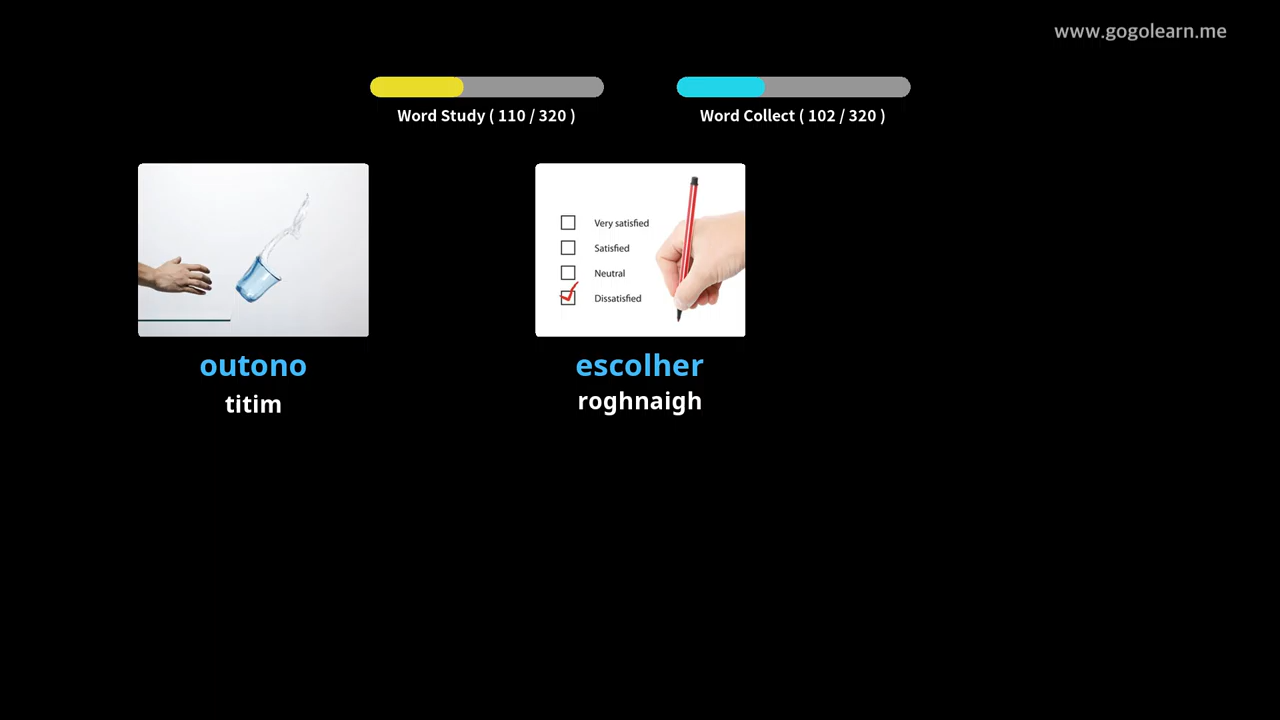 www.gogolearn.me
Word Study ( 110 / 320 )
Word Collect ( 102 / 320 )
Very satisfied
Satisfied
Neutral
Dissatisfied
outono
titim
escolher
roghnaigh